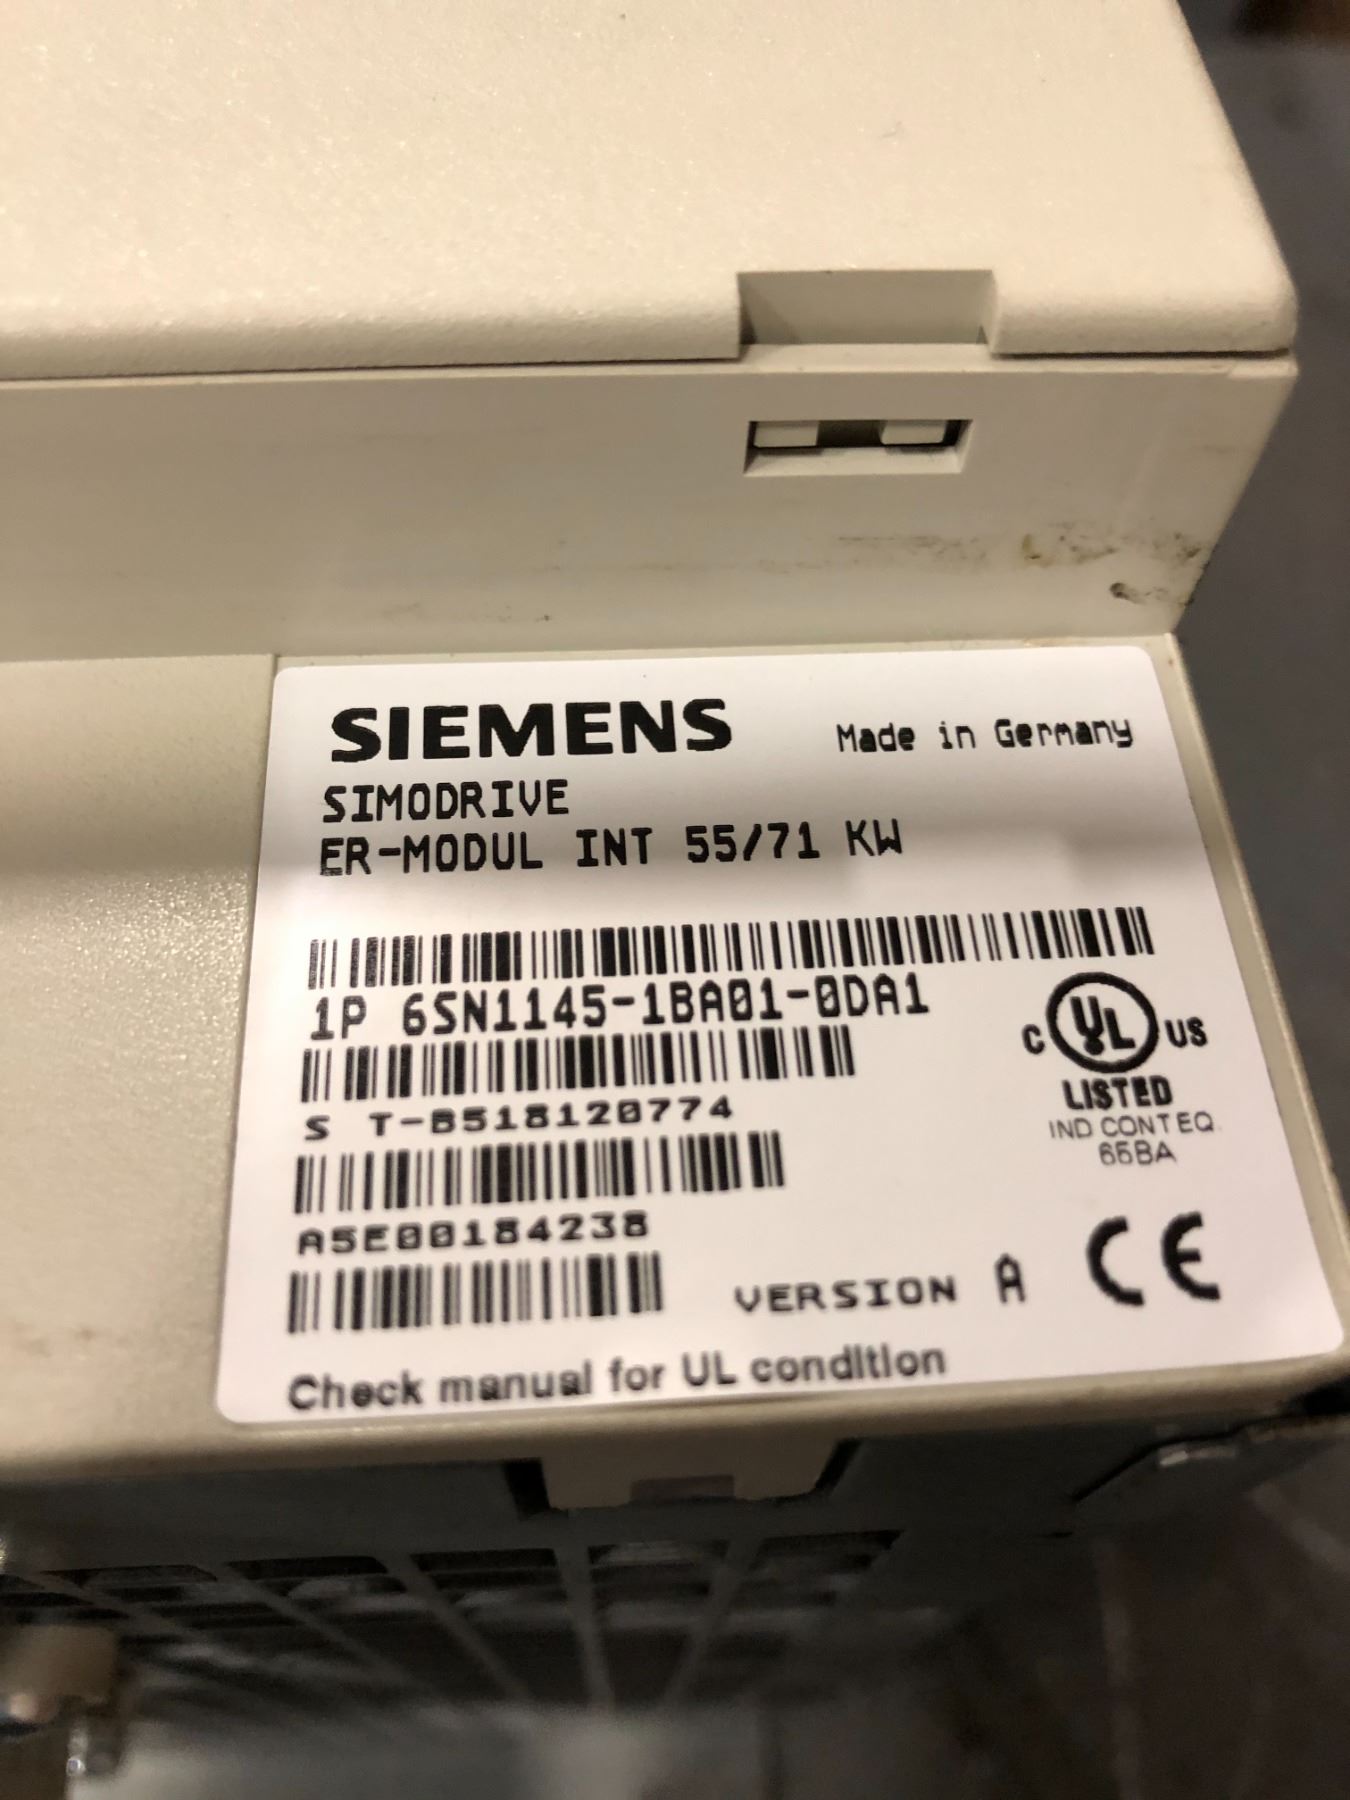 SIEMENS Made in Germany
SIMODRIVE
ER-MODUL INT 55/71 KW
1P 6SN1145-1BA01-0DA1
C UL US
LISTED
IND CONT EQ.
66BA
S T-B518120774
A5E00184238
VERSION A CE
Check manual for UL condition